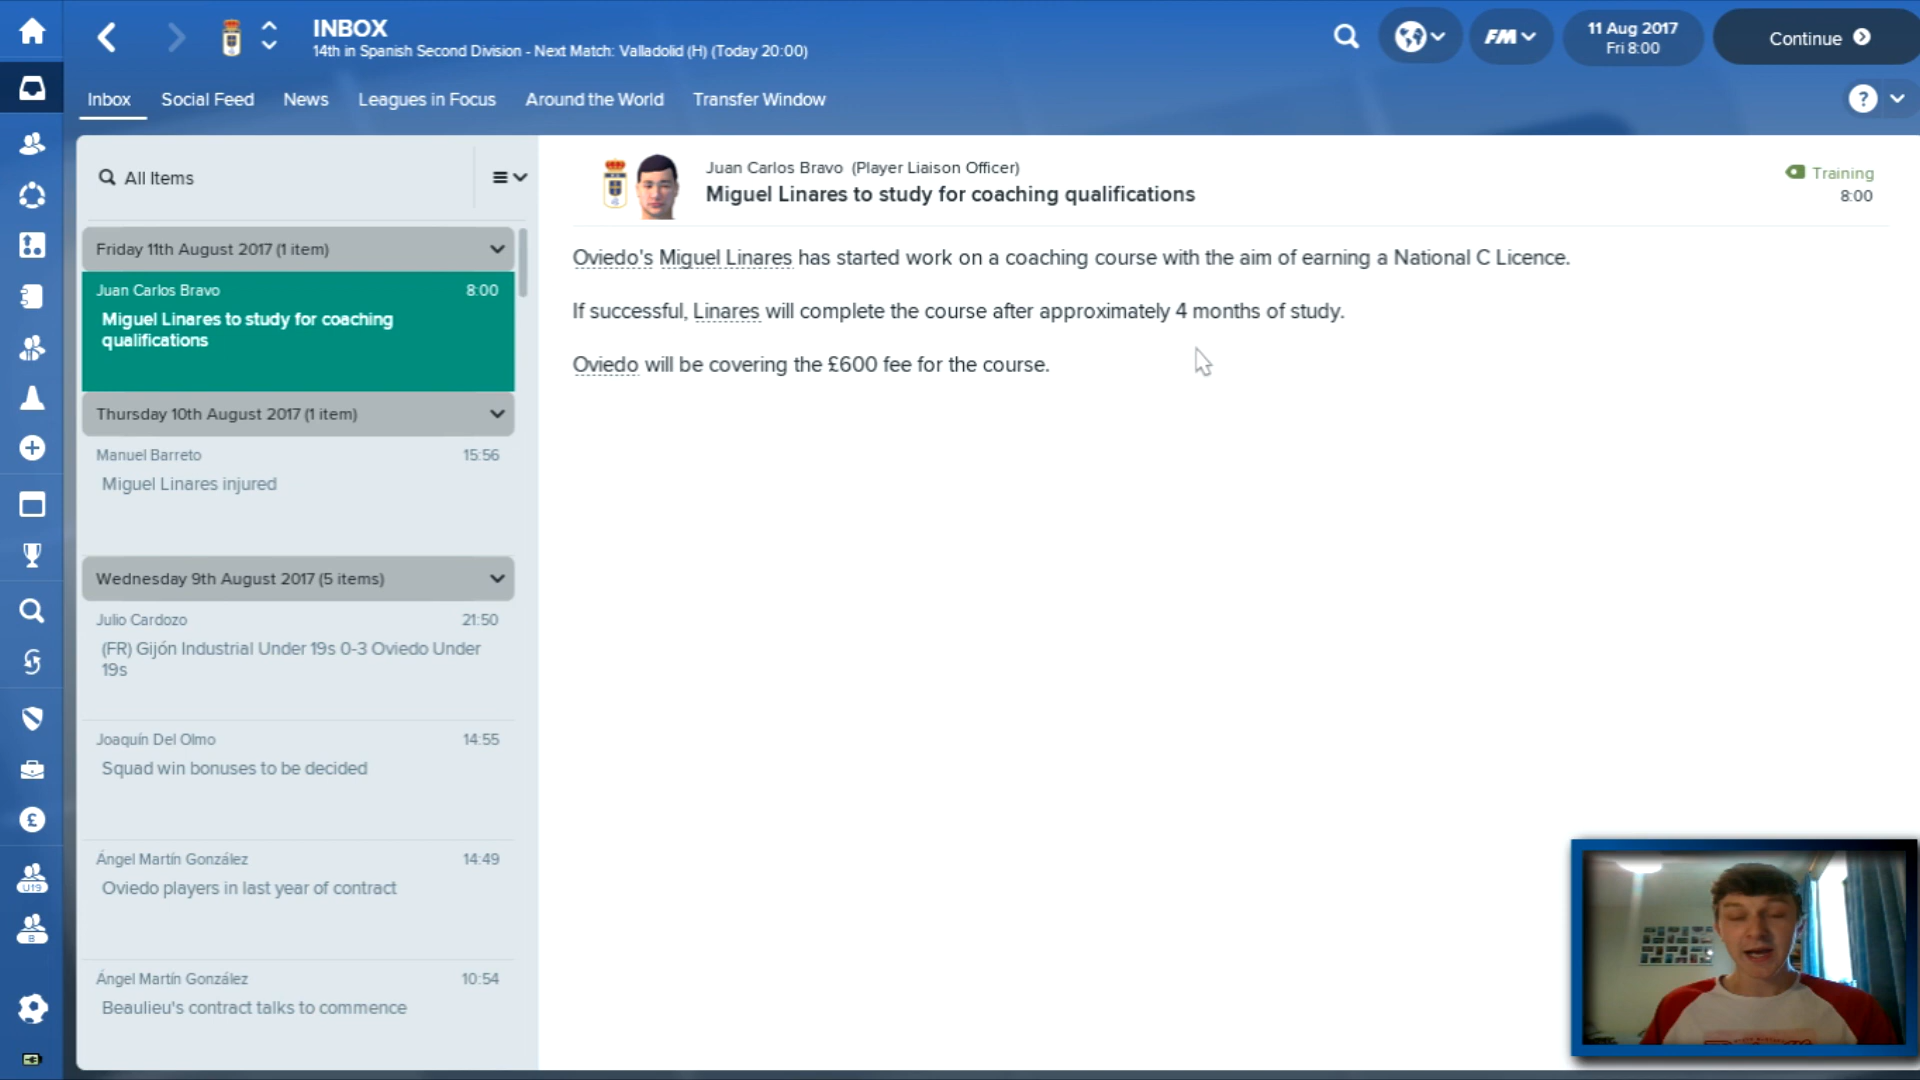 INBOX
14th in Spanish Second Division - Next Match: Valladolid (H) (Today 20:00)
FM
11 Aug 2017
Fri 8:00
Continue
Inbox
Social Feed
News
Leagues in Focus
Around the World
Transfer Window
?
All Items
Friday 11th August 2017 (1 item)
Juan Carlos Bravo
8:00
Miguel Linares to study for coaching
qualifications
Thursday 10th August 2017 (1 item)
Manuel Barreto
15:56
Miguel Linares injured
Wednesday 9th August 2017 (5 items)
Julio Cardozo
21:50
(FR) Gijón Industrial Under 19s 0-3 Oviedo Under
19s
Joaquín Del Olmo
14:55
Squad win bonuses to be decided
Ángel Martín González
14:49
Oviedo players in last year of contract
Ángel Martín González
10:54
Beaulieu's contract talks to commence
Juan Carlos Bravo (Player Liaison Officer)
Miguel Linares to study for coaching qualifications
Training
8:00
Oviedo's Miguel Linares has started work on a coaching course with the aim of earning a National C Licence.
If successful, Linares will complete the course after approximately 4 months of study.
Oviedo will be covering the £600 fee for the course.
£
U19
B